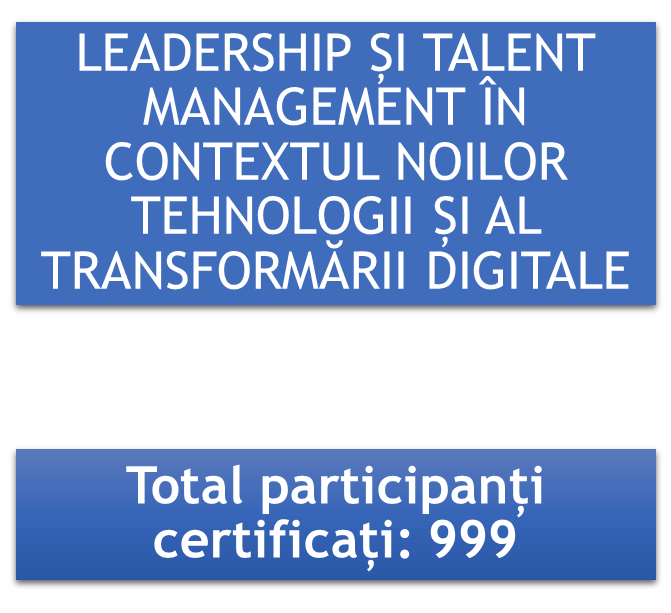 LEADERSHIP ȘI TALENT
MANAGEMENT ÎN
CONTEXTUL NOILOR
TEHNOLOGII ȘI AL
TRANSFORMĂRII DIGITALE
Total participanți
certificați: 999